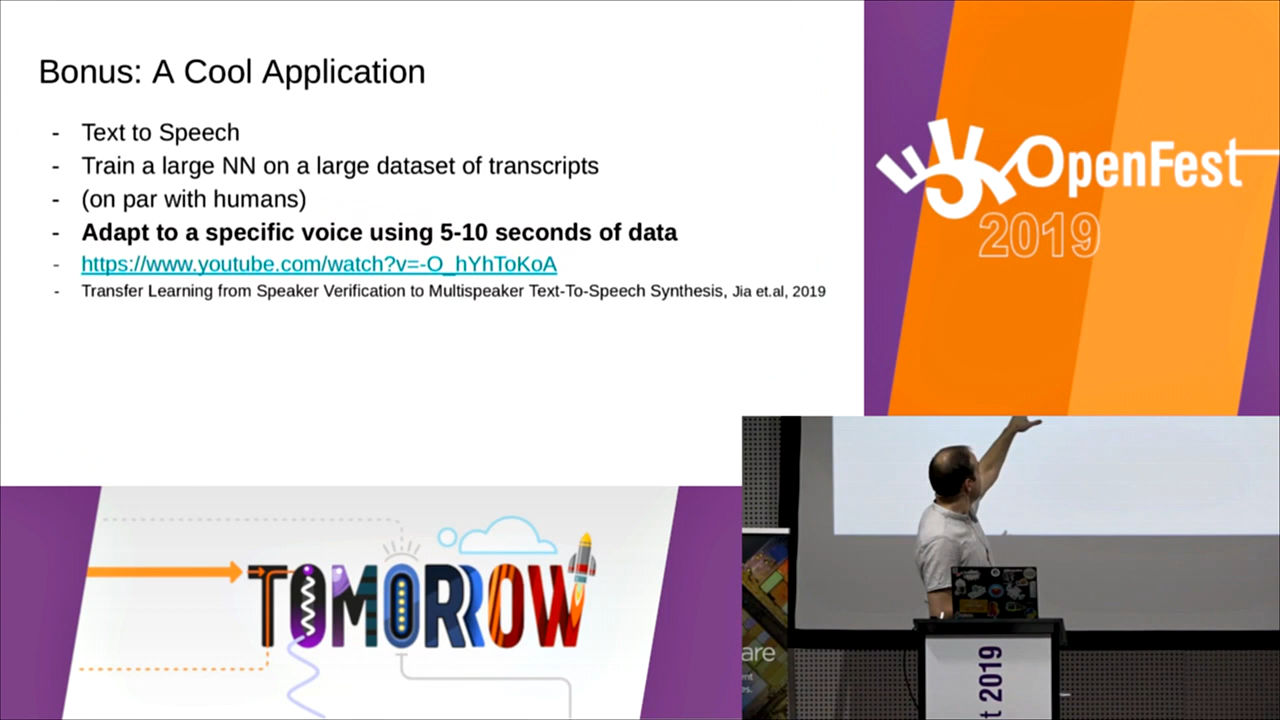 Bonus: A Cool Application
- Text to Speech
- Train a large NN on a large dataset of transcripts
- (on par with humans)
- Adapt to a specific voice using 5-10 seconds of data
- https://www.youtube.com/watch?v=-O_hYhToKoA
- Transfer Learning from Speaker Verification to Multispeaker Text-To-Speech Synthesis, Jia et.al, 2019
OpenFest
2019
TOMORROW
are
nt
es.
t 2019